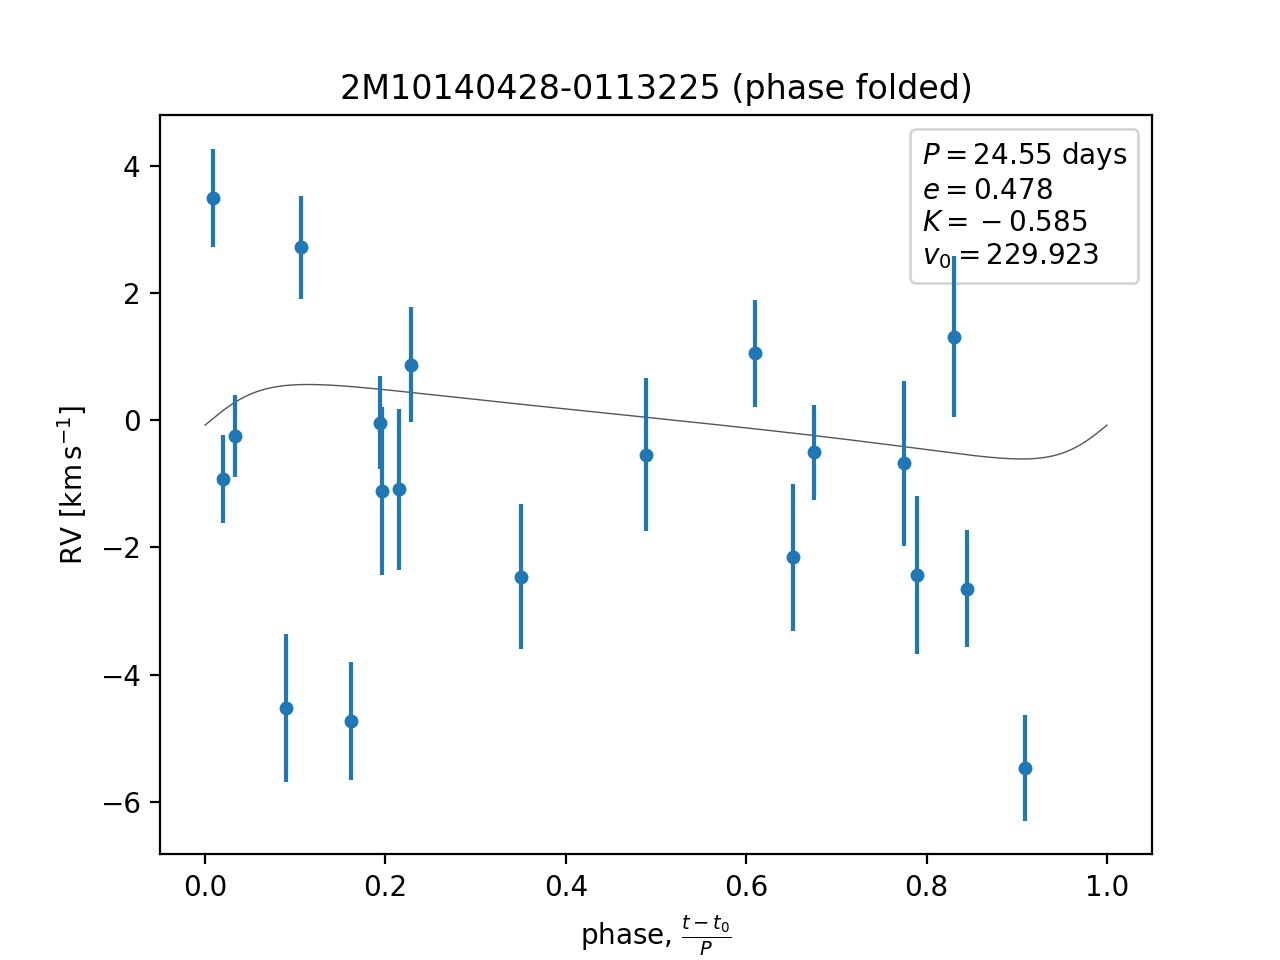 2M10140428-0113225 (phase folded)
P = 24.55 days
e = 0.478
K = −0.585
v₀ = 229.923
4
2
0
−2
−4
−6
RV [km s⁻¹]
0.0 0.2 0.4 0.6 0.8 1.0
phase, (t − t₀)/P